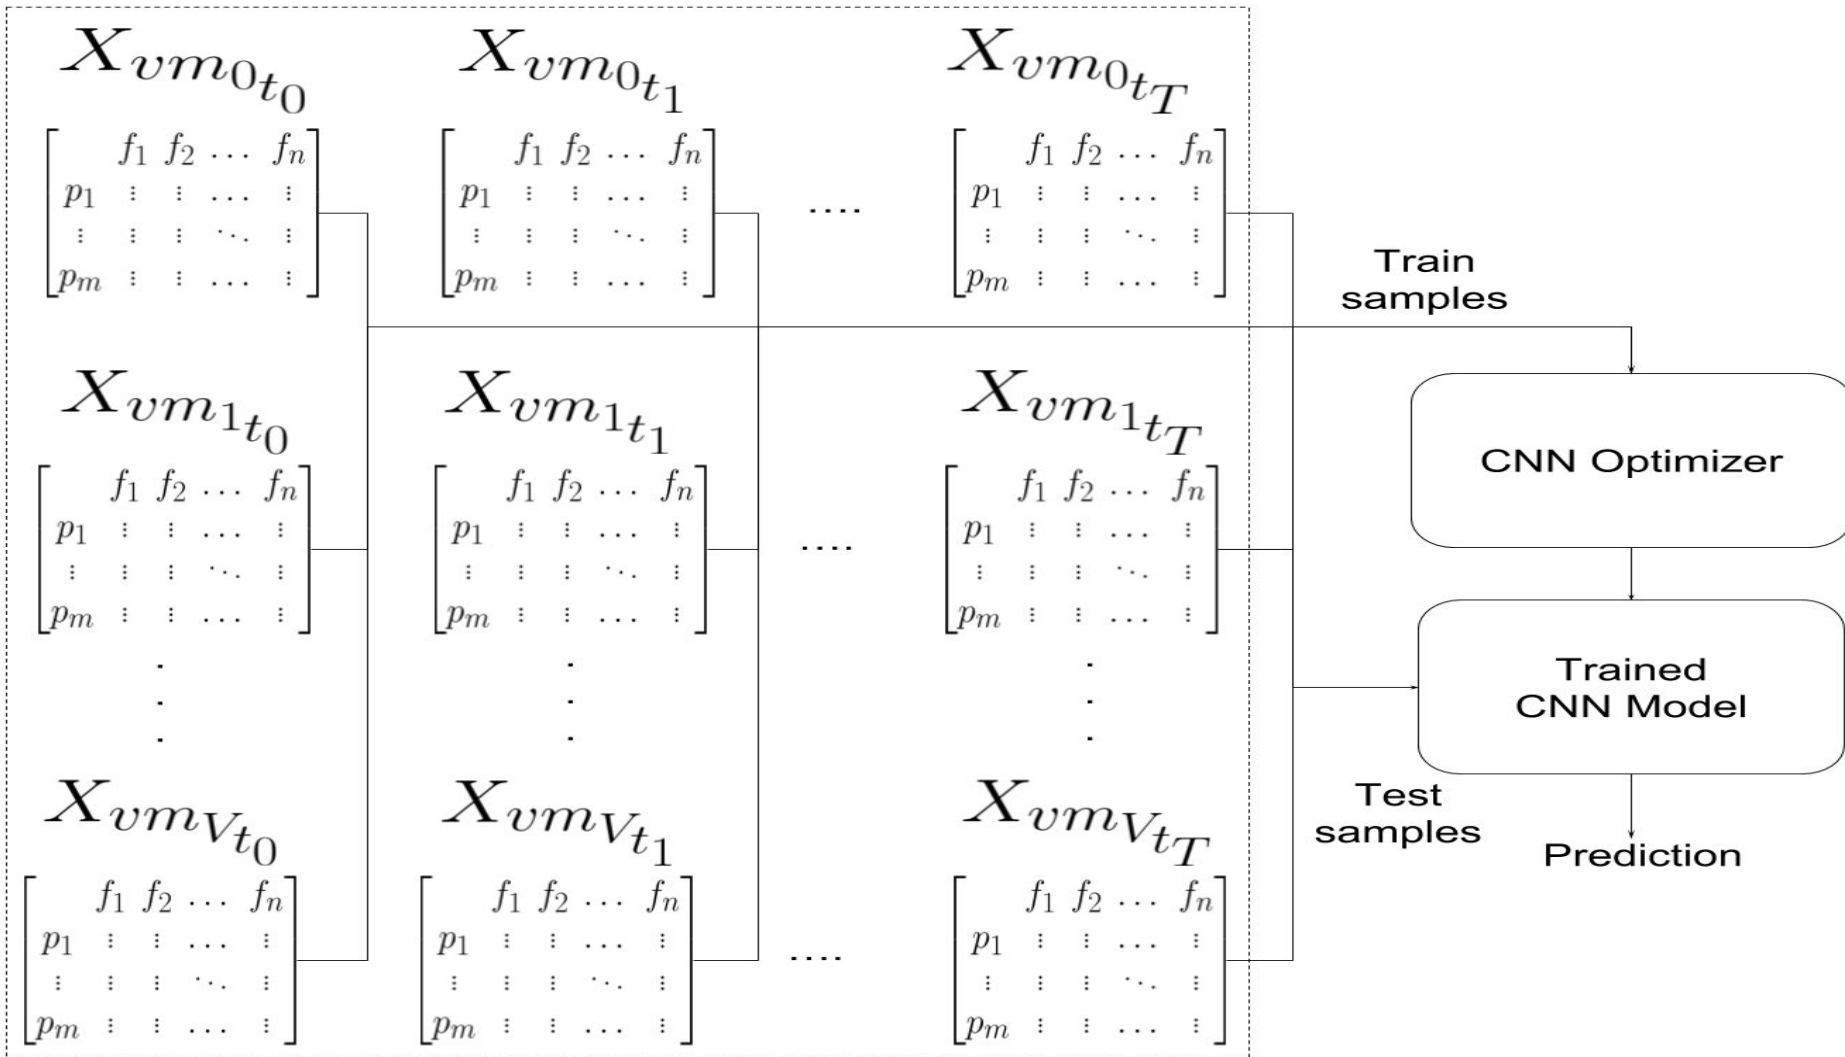 X_{vm_{0_{t_0}}} X_{vm_{0_{t_1}}} X_{vm_{0_{t_T}}}
f_1 f_2 … f_n f_1 f_2 … f_n f_1 f_2 … f_n
p_1 ⋮ ⋮ … ⋮ p_1 ⋮ ⋮ … ⋮ .... p_1 ⋮ ⋮ … ⋮
⋮ ⋮ ⋮ ⋱ ⋮ ⋮ ⋮ ⋮ ⋱ ⋮ ⋮ ⋮ ⋮ ⋱ ⋮
p_m ⋮ ⋮ … ⋮ p_m ⋮ ⋮ … ⋮ p_m ⋮ ⋮ … ⋮
Train
samples
X_{vm_{1_{t_0}}} X_{vm_{1_{t_1}}} X_{vm_{1_{t_T}}}
CNN Optimizer
f_1 f_2 … f_n f_1 f_2 … f_n f_1 f_2 … f_n
p_1 ⋮ ⋮ … ⋮ p_1 ⋮ ⋮ … ⋮ .... p_1 ⋮ ⋮ … ⋮
⋮ ⋮ ⋮ ⋱ ⋮ ⋮ ⋮ ⋮ ⋱ ⋮ ⋮ ⋮ ⋮ ⋱ ⋮
p_m ⋮ ⋮ … ⋮ p_m ⋮ ⋮ … ⋮ p_m ⋮ ⋮ … ⋮
Trained
CNN Model
Test
samples
Prediction
X_{vm_{V_{t_0}}} X_{vm_{V_{t_1}}} X_{vm_{V_{t_T}}}
f_1 f_2 … f_n f_1 f_2 … f_n f_1 f_2 … f_n
p_1 ⋮ ⋮ … ⋮ p_1 ⋮ ⋮ … ⋮ .... p_1 ⋮ ⋮ … ⋮
⋮ ⋮ ⋮ ⋱ ⋮ ⋮ ⋮ ⋮ ⋱ ⋮ ⋮ ⋮ ⋮ ⋱ ⋮
p_m ⋮ ⋮ … ⋮ p_m ⋮ ⋮ … ⋮ p_m ⋮ ⋮ … ⋮